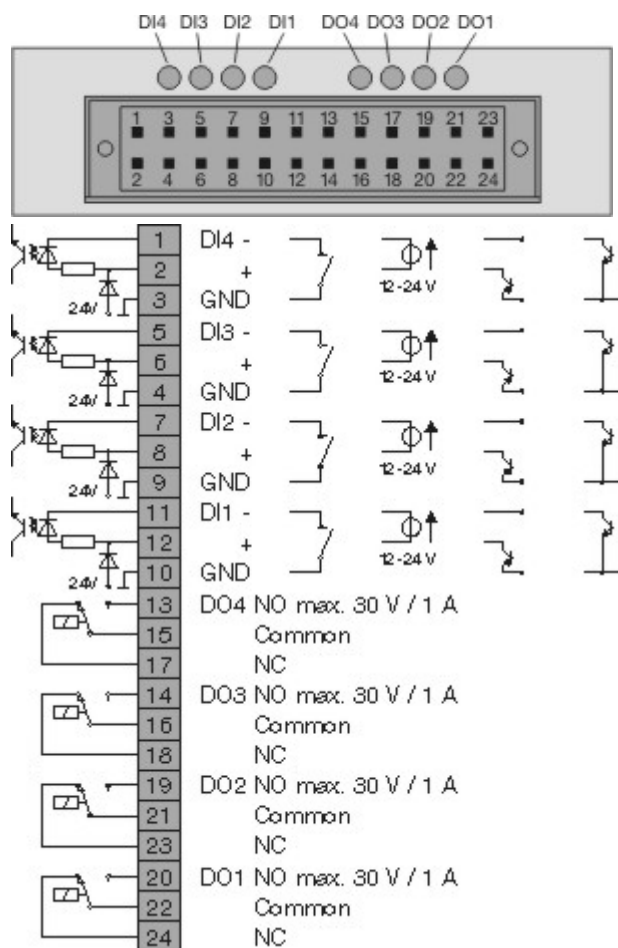 DI4 DI3 DI2 DI1 DO4 DO3 DO2 DO1
1 3 5 7 9 11 13 15 17 19 21 23
2 4 6 8 10 12 14 16 18 20 22 24
1 DI4 -
2 + 12-24 V
24V 3 GND
5 DI3 -
6 + 12-24 V
24V 4 GND
7 DI2 -
8 + 12-24 V
24V 9 GND
11 DI1 -
12 + 12-24 V
24V 10 GND
13 DO4 NO max. 30 V / 1 A
15 Common
17 NC
14 DO3 NO max. 30 V / 1 A
16 Common
18 NC
19 DO2 NO max. 30 V / 1 A
21 Common
23 NC
20 DO1 NO max. 30 V / 1 A
22 Common
24 NC